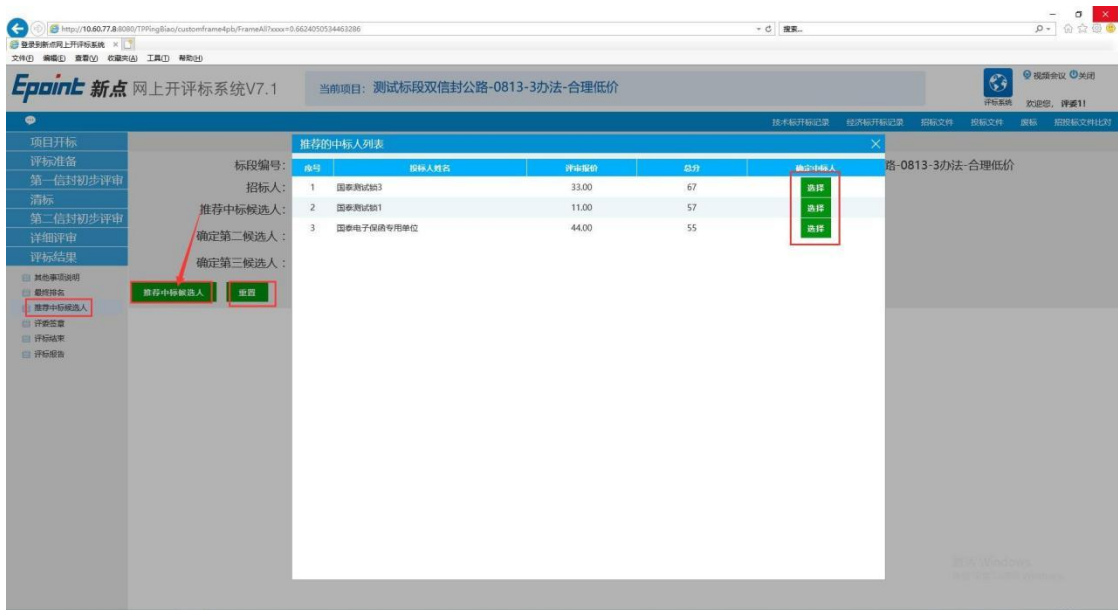 http://10.60.77.8:8080/TPPingBiao/custormframe4pb/FrameAll?xxxx=0.6624050534463286
搜索...
登录到新点网上开评标系统
文件(F) 编辑(E) 查看(V) 收藏夹(A) 工具(T) 帮助(H)
Epoint 新点 网上开评标系统V7.1
当前项目: 测试标段双信封公路-0813-3办法-合理低价
评标系统
视频会议 关闭
欢迎您, 评委1!
技术标开标记录 经济标开标记录 招标文件 投标文件 废标 招投标文件比对
项目开标
评标准备
第一信封初步评审
清标
第二信封初步评审
详细评审
评标结果
其他事项说明
最终排名
推荐中标候选人
评委签章
评标结束
评标报告
标段编号:
招标人:
推荐中标候选人:
确定第二候选人:
确定第三候选人:
推荐中标候选人 重置
路-0813-3办法-合理低价
推荐的中标人列表
序号 投标人姓名 评审报价 总分 确定中标人
1 国泰测试锁3 33.00 67 选择
2 国泰测试锁1 11.00 57 选择
3 国泰电子保函专用单位 44.00 55 选择